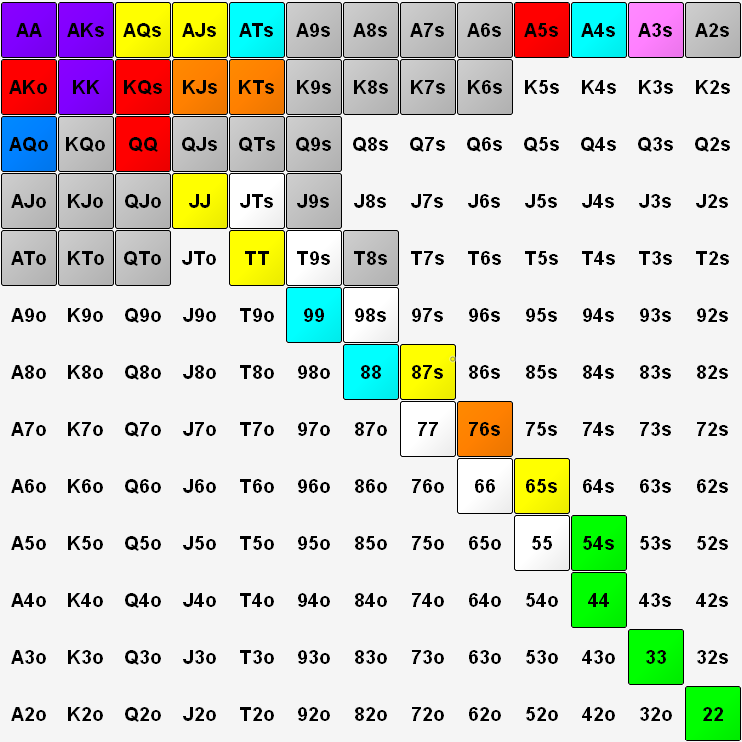 AA AKs AQs AJs ATs A9s A8s A7s A6s A5s A4s A3s A2s
AKo KK KQs KJs KTs K9s K8s K7s K6s K5s K4s K3s K2s
AQo KQo QQ QJs QTs Q9s Q8s Q7s Q6s Q5s Q4s Q3s Q2s
AJo KJo QJo JJ JTs J9s J8s J7s J6s J5s J4s J3s J2s
ATo KTo QTo JTo TT T9s T8s T7s T6s T5s T4s T3s T2s
A9o K9o Q9o J9o T9o 99 98s 97s 96s 95s 94s 93s 92s
A8o K8o Q8o J8o T8o 98o 88 87s 86s 85s 84s 83s 82s
A7o K7o Q7o J7o T7o 97o 87o 77 76s 75s 74s 73s 72s
A6o K6o Q6o J6o T6o 96o 86o 76o 66 65s 64s 63s 62s
A5o K5o Q5o J5o T5o 95o 85o 75o 65o 55 54s 53s 52s
A4o K4o Q4o J4o T4o 94o 84o 74o 64o 54o 44 43s 42s
A3o K3o Q3o J3o T3o 93o 83o 73o 63o 53o 43o 33 32s
A2o K2o Q2o J2o T2o 92o 82o 72o 62o 52o 42o 32o 22